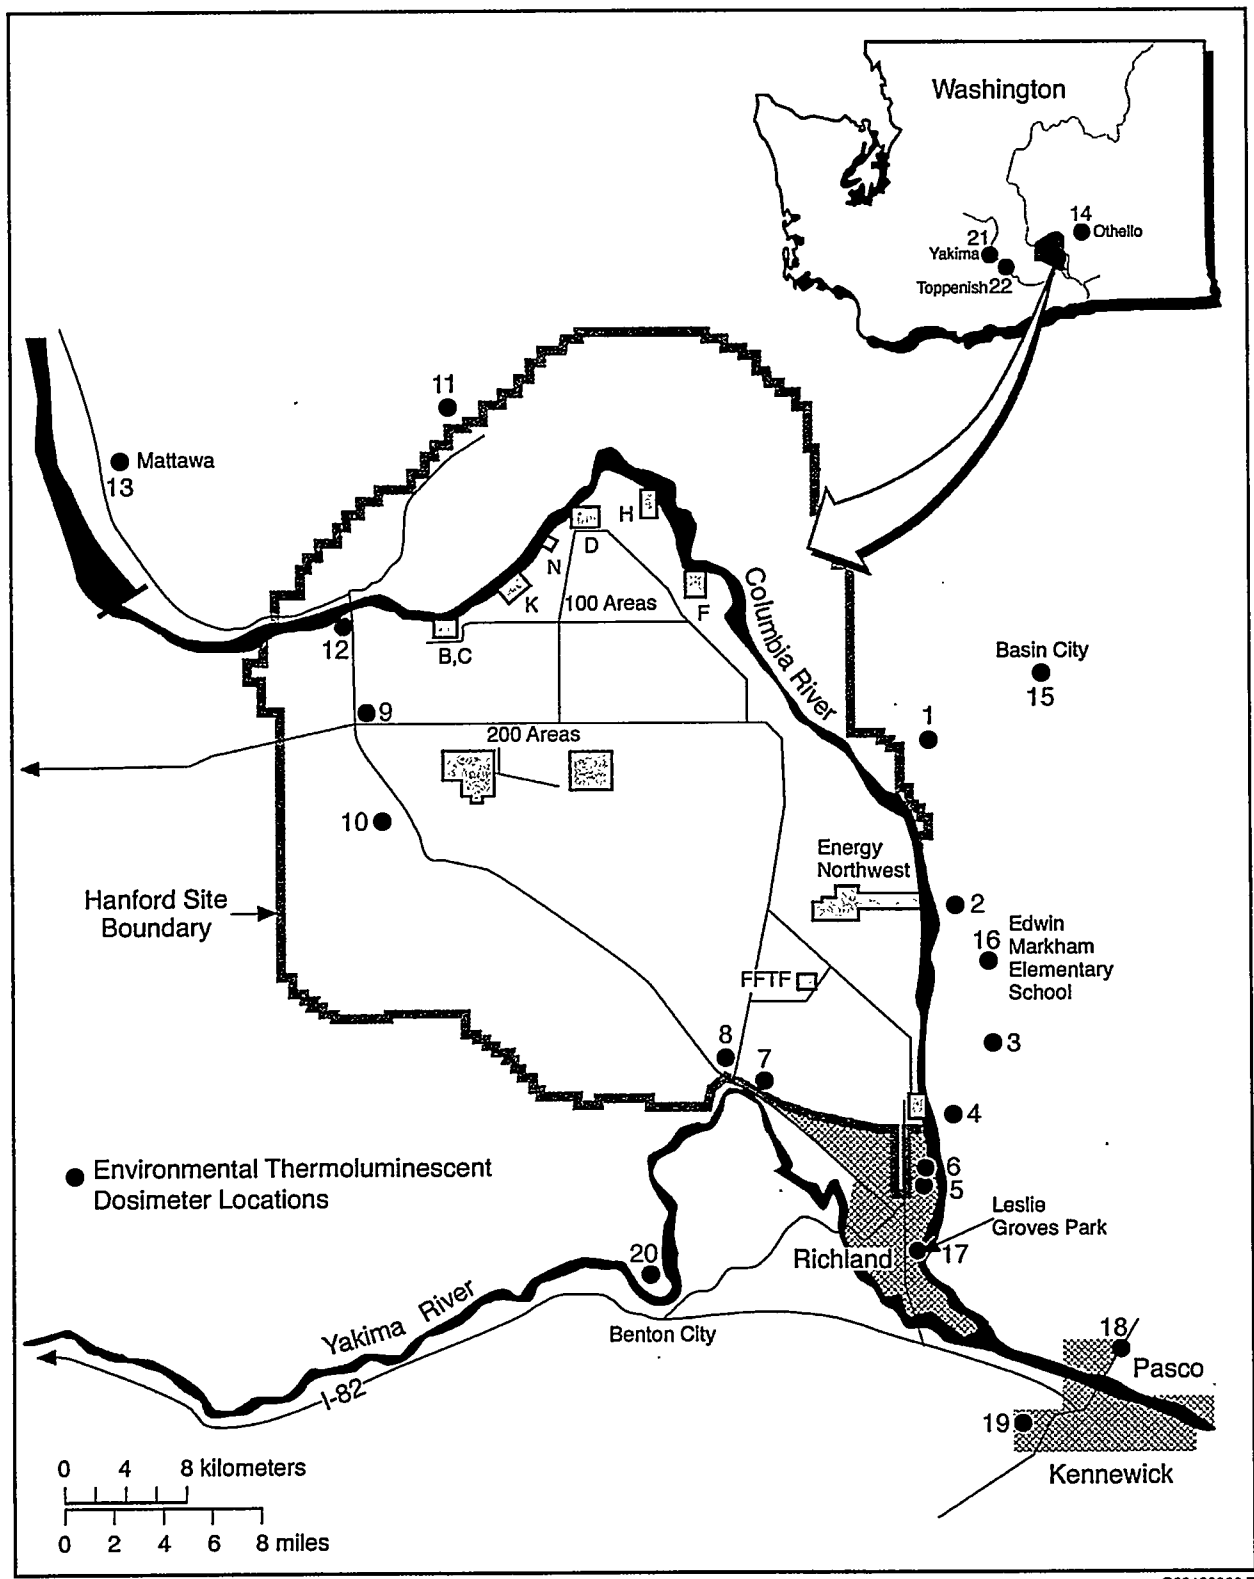 Washington
14
Othello
21
Yakima
Toppenish 22
11
Mattawa
13
H
D
N
K
F
100 Areas
Columbia River
12
B,C
Basin City
15
1
9
200 Areas
10
Energy
Northwest
Hanford Site
Boundary
2
16
Edwin
Markham
Elementary
School
FFTF
3
8
7
4
Environmental Thermoluminescent
Dosimeter Locations
6
5
Leslie
Groves Park
17
Richland
20
Yakima River
Benton City
I-82
18
Pasco
19
Kennewick
0 4 8 kilometers
0 2 4 6 8 miles